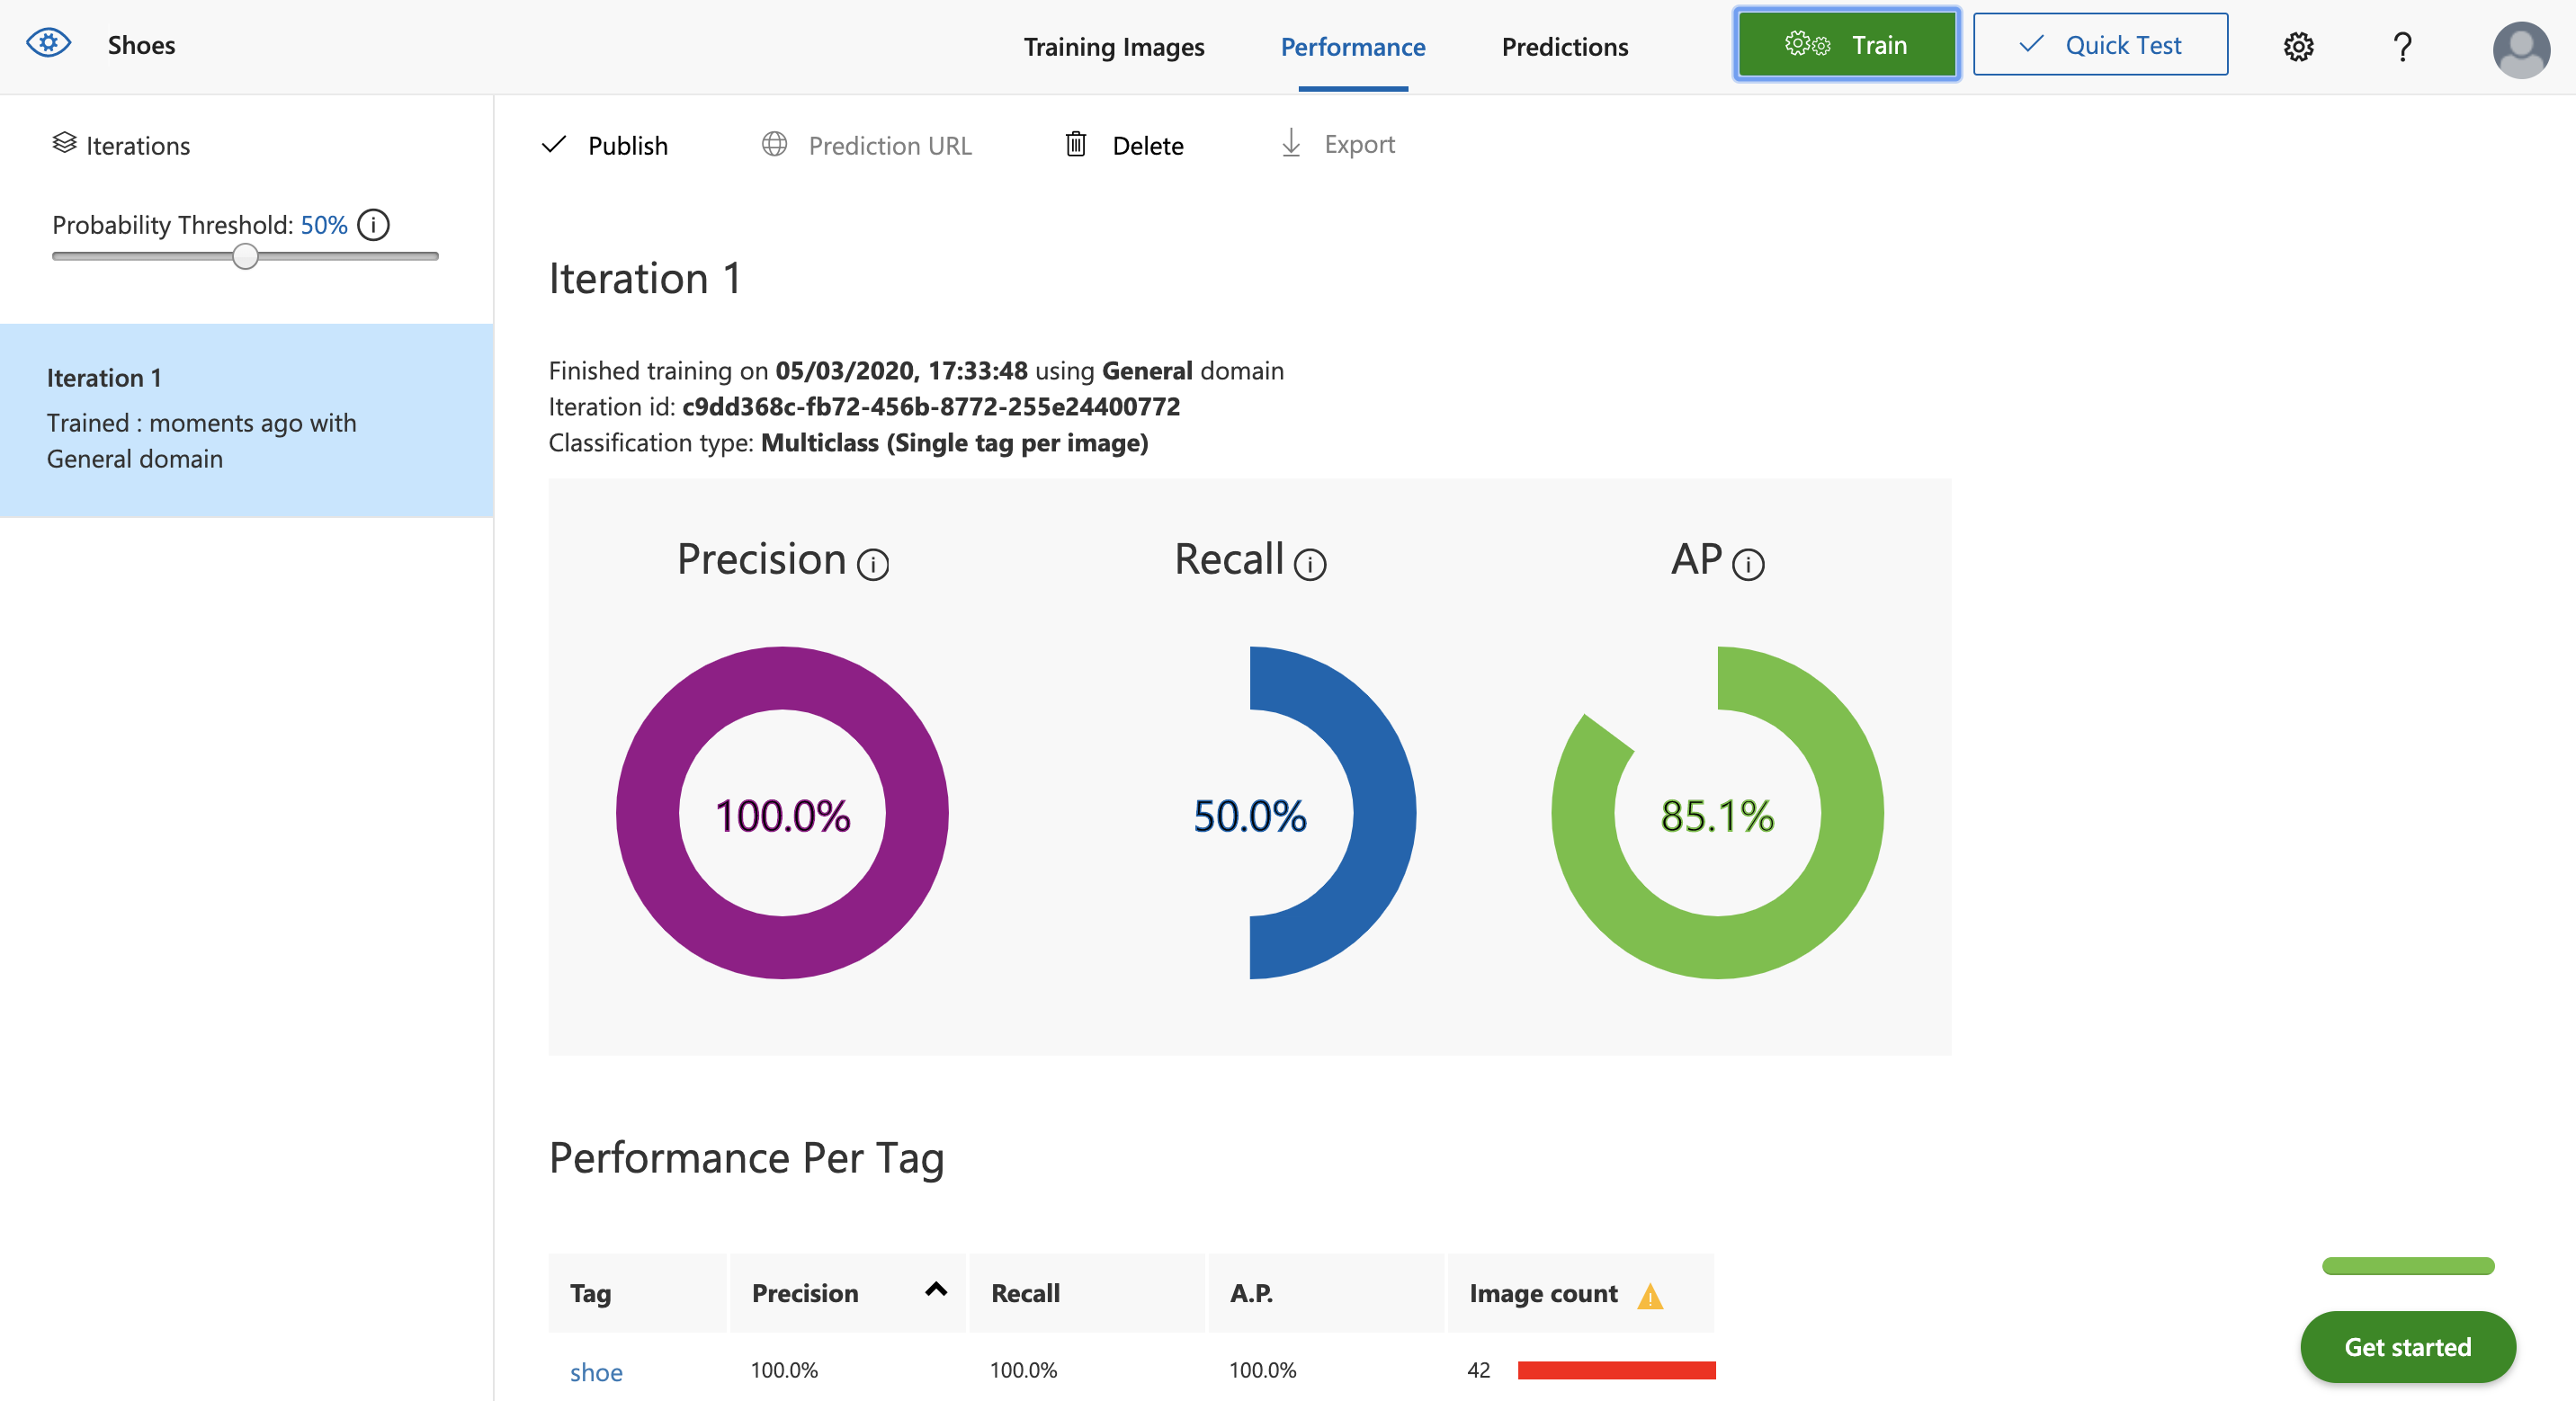 Shoes
Training Images
Performance
Predictions
Train
Quick Test
?
Iterations
Probability Threshold: 50%
Iteration 1
Trained : moments ago with
General domain
Publish
Prediction URL
Delete
Export
Iteration 1
Finished training on 05/03/2020, 17:33:48 using General domain
Iteration id: c9dd368c-fb72-456b-8772-255e24400772
Classification type: Multiclass (Single tag per image)
Precision
Recall
AP
100.0%
50.0%
85.1%
Performance Per Tag
Tag Precision Recall A.P. Image count
shoe 100.0% 100.0% 100.0% 42
Get started